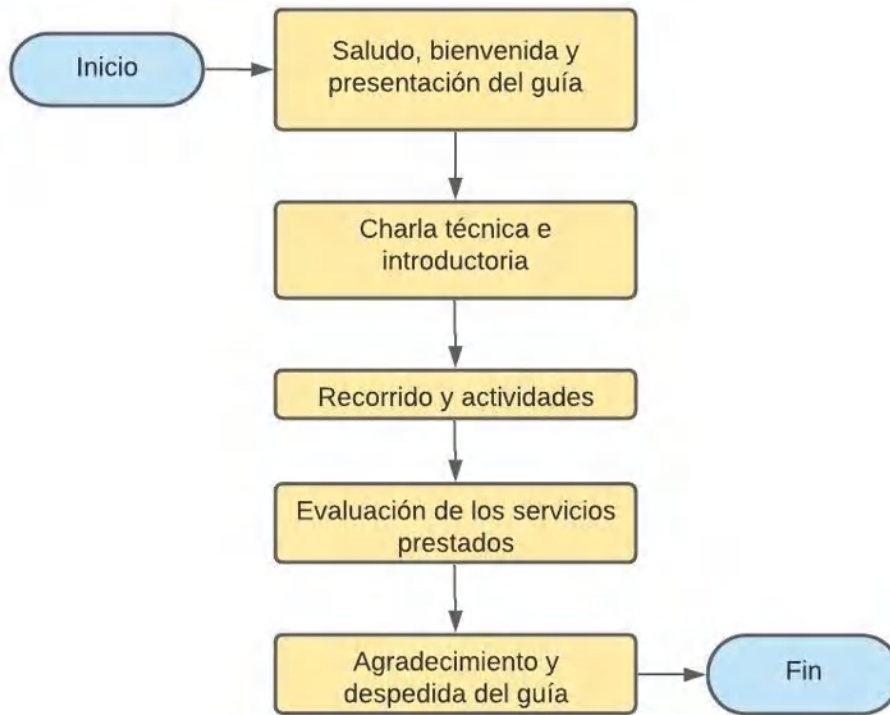 Inicio
Saludo, bienvenida y
presentación del guía
Charla técnica e
introductoria
Recorrido y actividades
Evaluación de los servicios
prestados
Agradecimiento y
despedida del guía
Fin